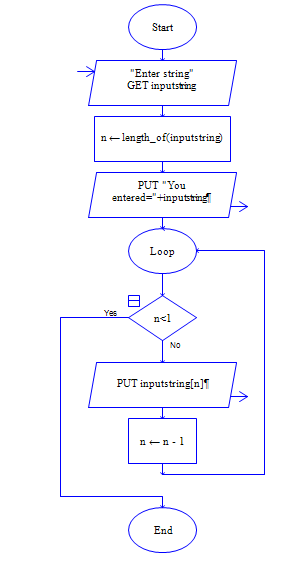 Start
"Enter string"
GET inputstring
n ← length_of(inputstring)
PUT "You
entered="+inputstring¶
Loop
Yes
n<1
No
PUT inputstring[n]¶
n ← n - 1
End